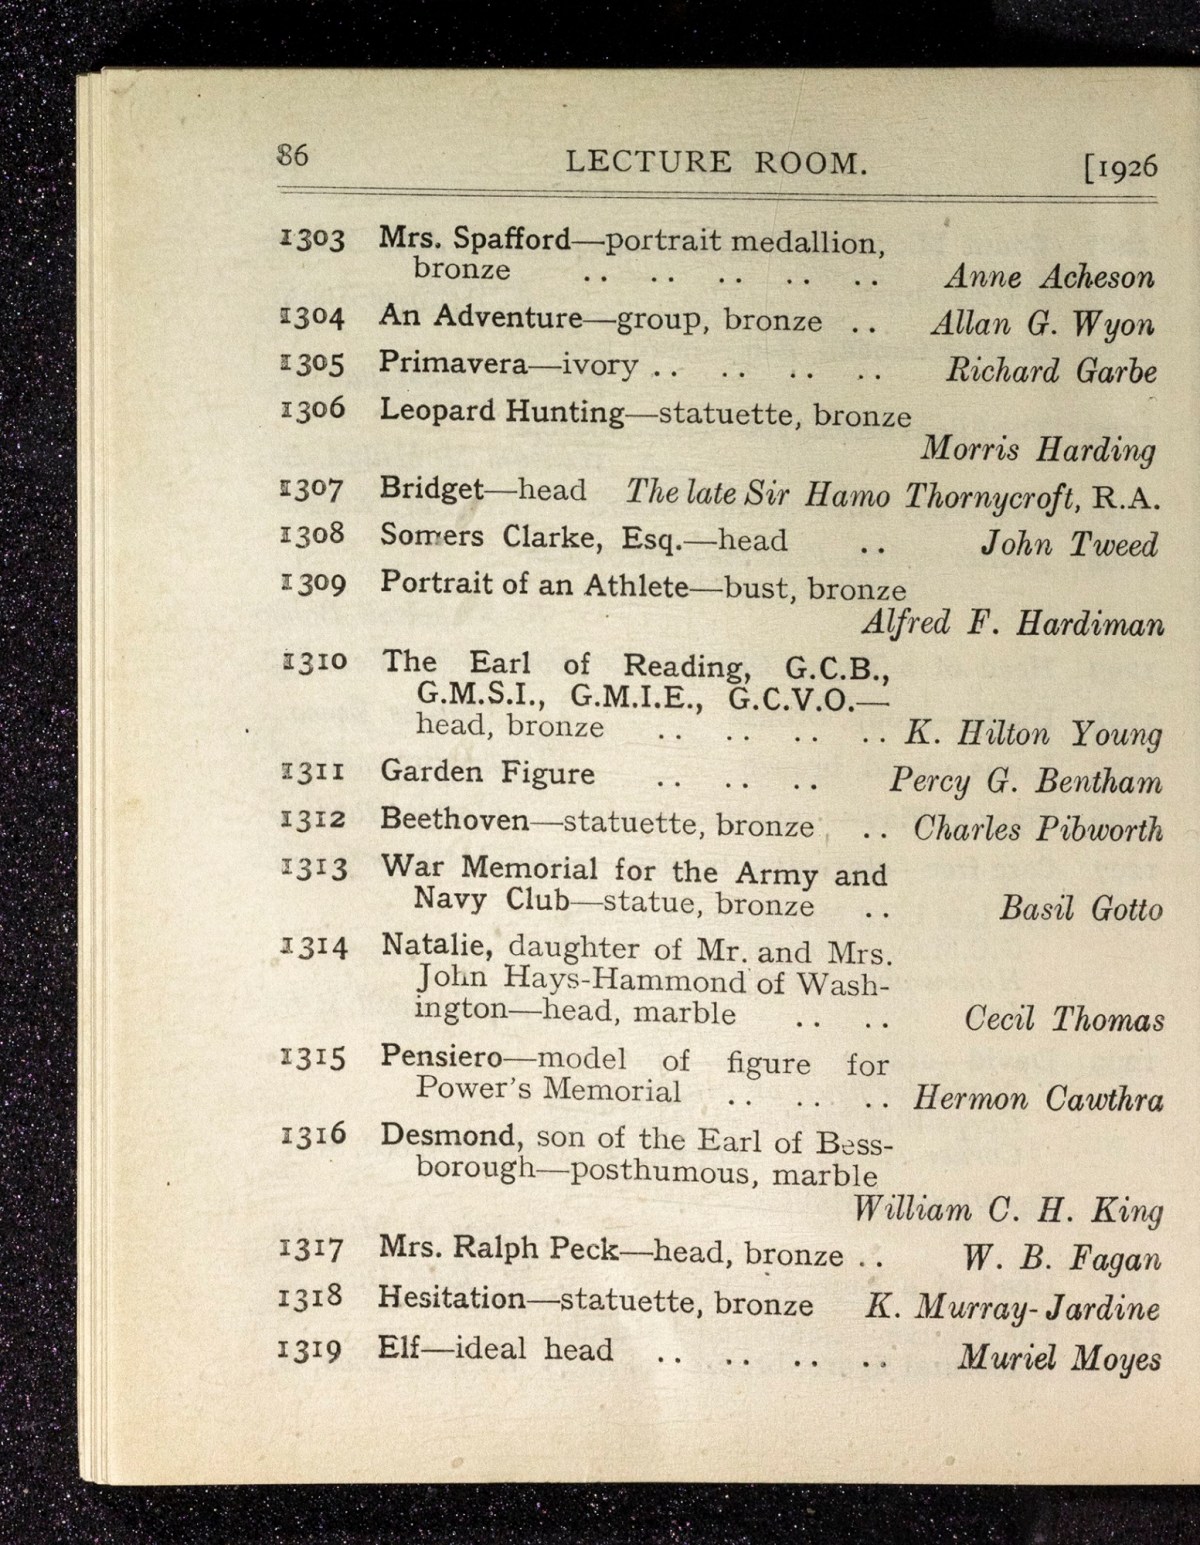 86 LECTURE ROOM. [1926
1303 Mrs. Spafford—portrait medallion,
bronze .. .. .. .. .. Anne Acheson
1304 An Adventure—group, bronze .. Allan G. Wyon
1305 Primavera—ivory .. .. .. .. Richard Garbe
1306 Leopard Hunting—statuette, bronze
Morris Harding
1307 Bridget—head The late Sir Hamo Thornycroft, R.A.
1308 Somers Clarke, Esq.—head .. John Tweed
1309 Portrait of an Athlete—bust, bronze
Alfred F. Hardiman
1310 The Earl of Reading, G.C.B.,
G.M.S.I., G.M.I.E., G.C.V.O.—
head, bronze .. .. .. .. K. Hilton Young
1311 Garden Figure .. .. .. Percy G. Bentham
1312 Beethoven—statuette, bronze .. Charles Pibworth
1313 War Memorial for the Army and
Navy Club—statue, bronze .. Basil Gotto
1314 Natalie, daughter of Mr. and Mrs.
John Hays-Hammond of Wash-
ington—head, marble .. .. Cecil Thomas
1315 Pensiero—model of figure for
Power's Memorial .. .. .. Hermon Cawthra
1316 Desmond, son of the Earl of Bess-
borough—posthumous, marble
William C. H. King
1317 Mrs. Ralph Peck—head, bronze .. W. B. Fagan
1318 Hesitation—statuette, bronze K. Murray-Jardine
1319 Elf—ideal head .. .. .. .. Muriel Moyes